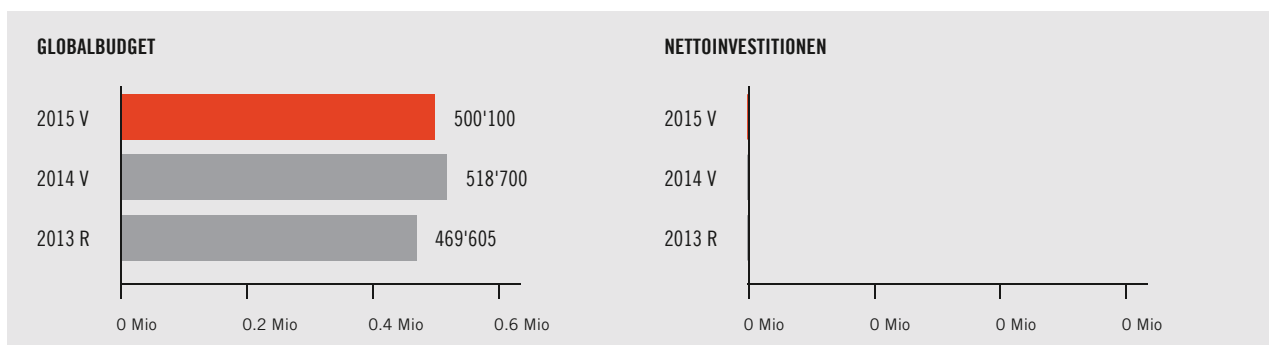 GLOBALBUDGET
2015 V 500'100
2014 V 518'700
2013 R 469'605
0 Mio 0.2 Mio 0.4 Mio 0.6 Mio
NETTOINVESTITIONEN
2015 V
2014 V
2013 R
0 Mio 0 Mio 0 Mio 0 Mio